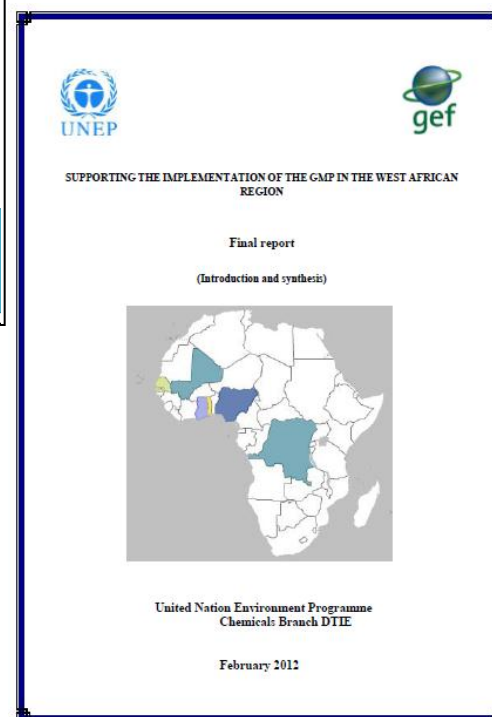 UNEP
gef
SUPPORTING THE IMPLEMENTATION OF THE GMP IN THE WEST AFRICAN
REGION
Final report
(Introduction and synthesis)
United Nation Environment Programme
Chemicals Branch DTIE
February 2012